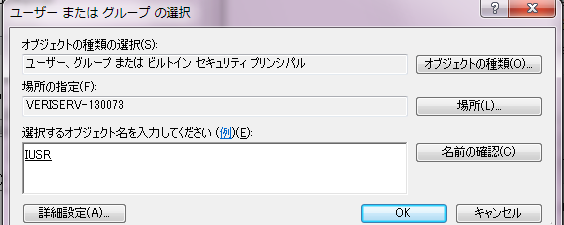 ユーザー または グループ の選択
オブジェクトの種類の選択(S):
ユーザー、グループ または ビルトイン セキュリティ プリンシパル
オブジェクトの種類(O)...
場所の指定(F):
VERISERV-130073
場所(L)...
選択するオブジェクト名を入力してください (例)(E):
IUSR
名前の確認(C)
詳細設定(A)...
OK
キャンセル